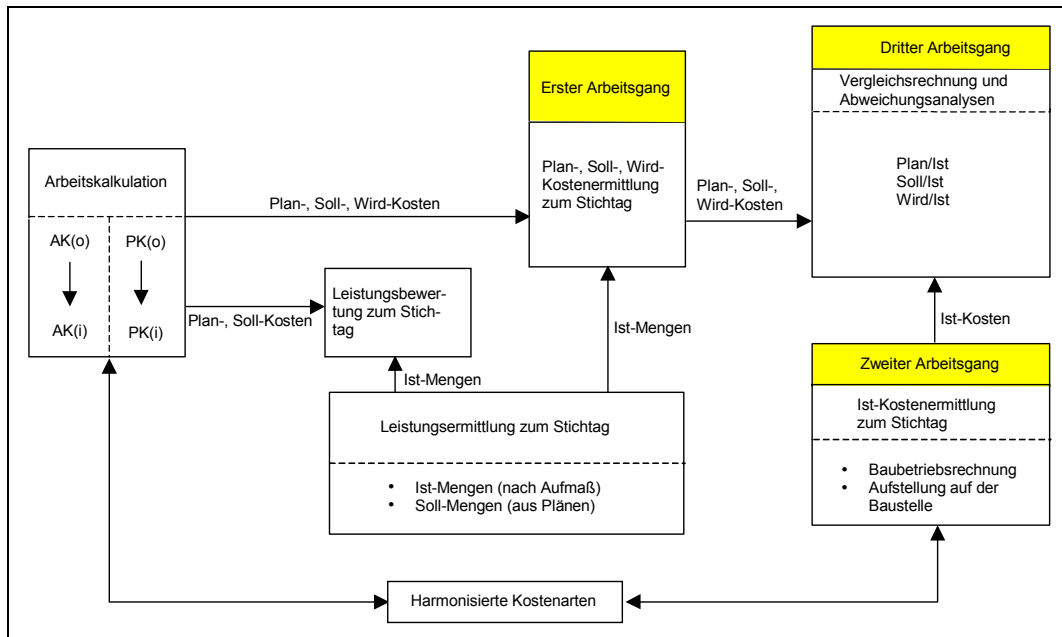 Dritter Arbeitsgang
Vergleichsrechnung und
Abweichungsanalysen
Plan/Ist
Soll/Ist
Wird/Ist
Erster Arbeitsgang
Plan-, Soll-, Wird-
Kostenermittlung
zum Stichtag
Plan-, Soll-,
Wird-Kosten
Arbeitskalkulation
AK(o)
PK(o)
AK(i)
PK(i)
Plan-, Soll-, Wird-Kosten
Plan-, Soll-Kosten
Leistungsbewer-
tung zum Stich-
tag
Ist-Mengen
Ist-Mengen
Ist-Kosten
Leistungsermittlung zum Stichtag
• Ist-Mengen (nach Aufmaß)
• Soll-Mengen (aus Plänen)
Zweiter Arbeitsgang
Ist-Kostenermittlung
zum Stichtag
• Baubetriebsrechnung
• Aufstellung auf der
Baustelle
Harmonisierte Kostenarten